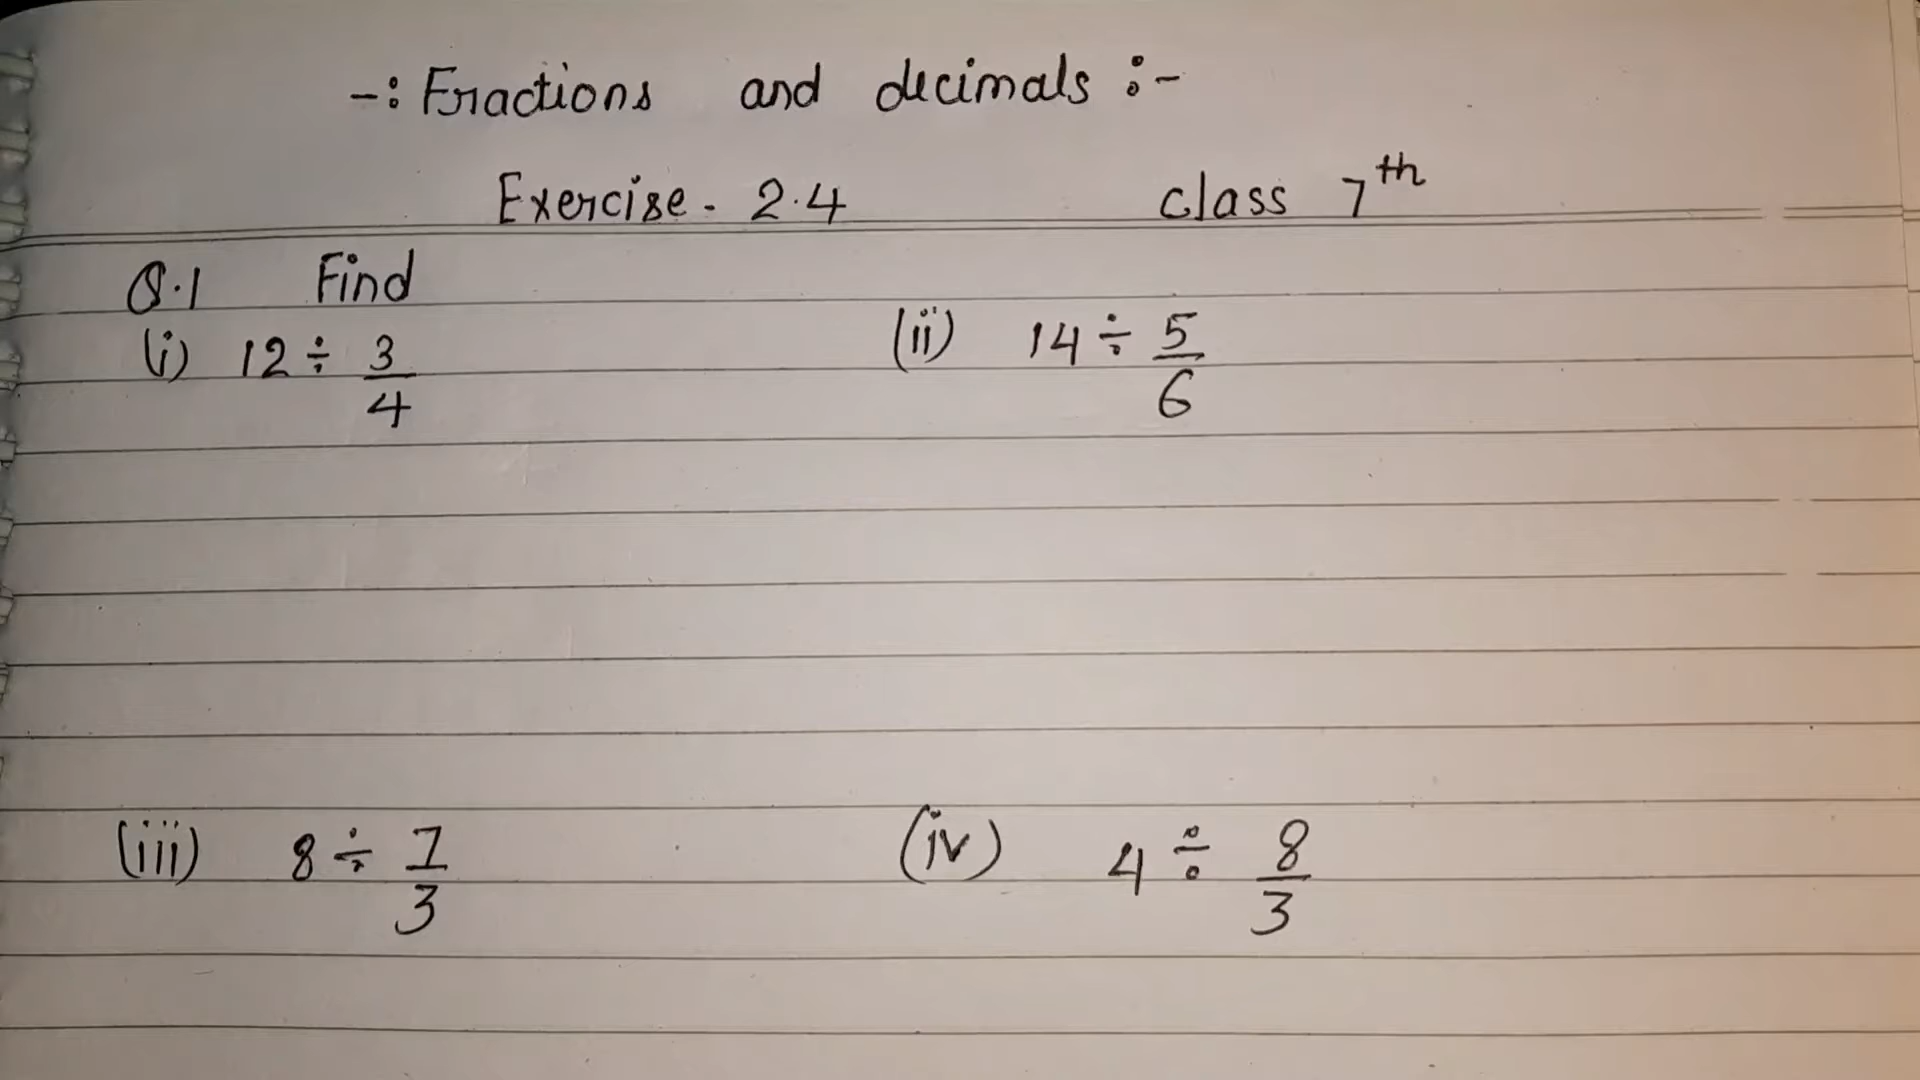 -: Fractions and decimals :-
Exercise - 2.4 class 7th
Q.1 Find
(i) 12 ÷ 3/4 (ii) 14 ÷ 5/6
(iii) 8 ÷ 7/3 (iv) 4 ÷ 8/3